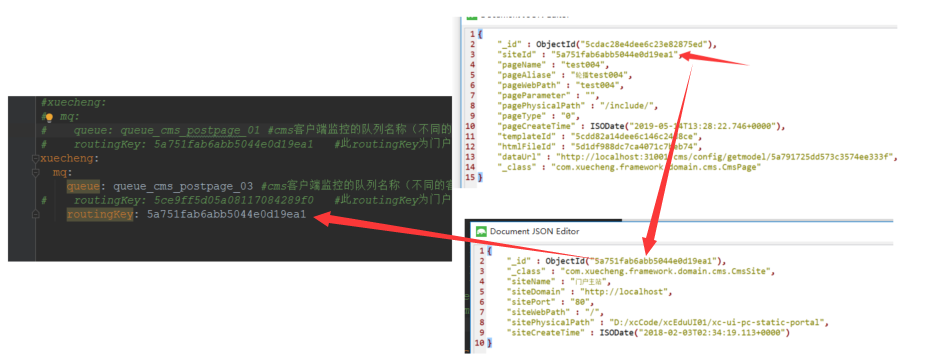 #xuecheng:
# mq:
#    queue: queue_cms_postpage_01 #cms客户端监控的队列名称（不同的
#    routingKey: 5a751fab6abb5044e0d19ea1    #此routingKey为门户
xuecheng:
mq:
queue: queue_cms_postpage_03 #cms客户端监控的队列名称（不同的客
#    routingKey: 5ce9ff5d05a08117084289f0    #此routingKey为门户
routingKey: 5a751fab6abb5044e0d19ea1
Document JSON Editor
1 {
2 "_id" : ObjectId("5cdac28e4dee6c23e82875ed"),
3 "siteId" : "5a751fab6abb5044e0d19ea1",
4 "pageName" : "test004",
5 "pageAliase" : "轮播test004",
6 "pageWebPath" : "test004",
7 "pageParameter" : "",
8 "pagePhysicalPath" : "/include/",
9 "pageType" : "0",
10 "pageCreateTime" : ISODate("2019-05-14T13:28:22.746+0000"),
11 "templateId" :
12 "htmlFileId" :
13 "dataUrl" : "http://localhost:31001/cms/config/getmodel/5a791725dd573c3574ee333f",
14 "_class" : "com.xuecheng.framework.domain.cms.CmsPage"
15 }
Document JSON Editor
1 {
2 "_id" : ObjectId("5a751fab6abb5044e0d19ea1"),
3 "_class" : "com.xuecheng.framework.domain.cms.CmsSite",
4 "siteName" : "门户主站",
5 "siteDomain" : "http://localhost",
6 "sitePort" : "80",
7 "siteWebPath" : "/",
8 "sitePhysicalPath" : "D:/xcCode/xcEduUI01/xc-ui-pc-static-portal",
9 "siteCreateTime" : ISODate("2018-02-03T02:34:19.113+0000")
10 }